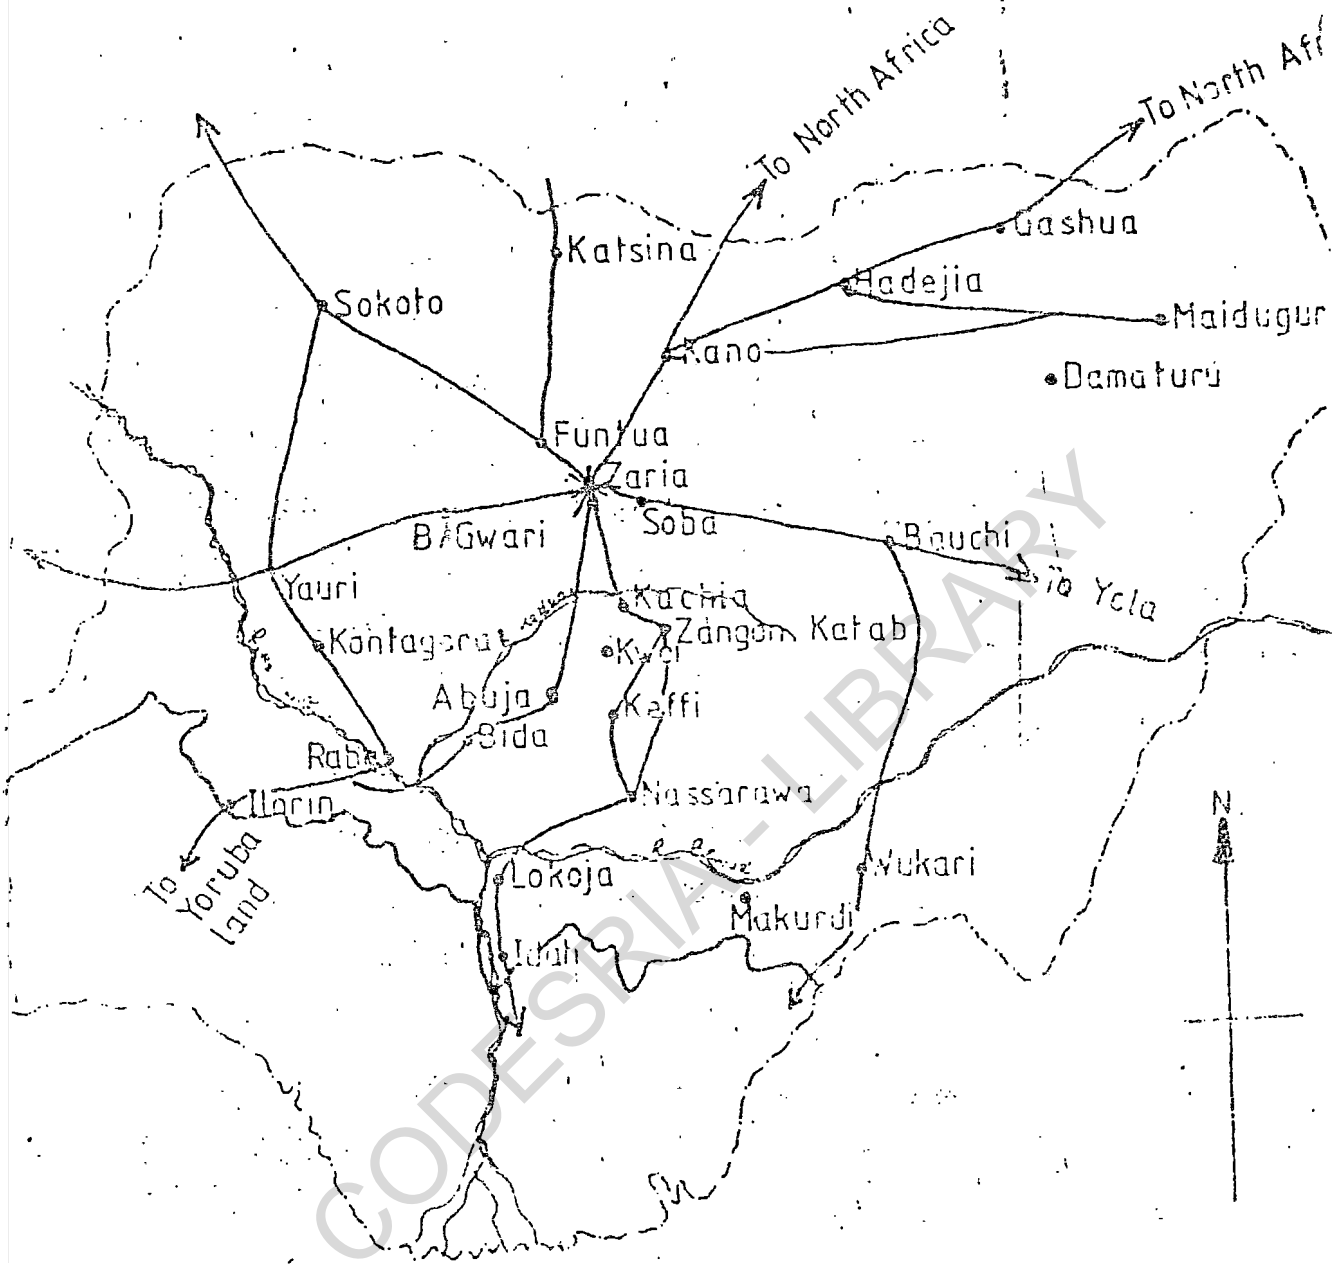 To North Africa
To North Afr
Katsina
Gashua
Hadejia
Sokoto
Maidugur
Kano
Damaturu
Funtua
Zaria
Soba
B/Gwari
Bauchi
To Yola
Yauri
Kachia
Zangon Katab
Kontagora
Kwoi
Abuja
Keffi
Bida
Raba
Nassarawa
Ilorin
N
To
Yoruba
land
Lokoja
Wukari
Makurdi
Idah
CODESRIA - LIBRARY